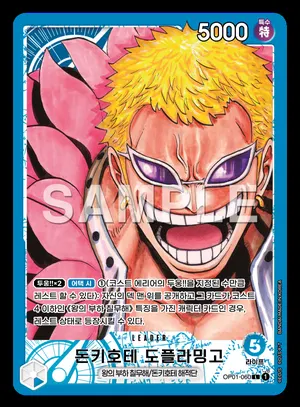 5000
특수
特
SAMPLE
두웅!!×2 어택 시 ①(코스트 에리어의 두웅!!을 지정된 수만큼
레스트 할 수 있다): 자신의 덱 맨 위를 공개하고 그 카드가 코스트
4 이하인 《왕의 부하 칠무해》 특징을 가진 캐릭터 카드인 경우,
레스트 상태로 등장시킬 수 있다.
LEADER
돈키호테 도플라밍고
5
라이프
왕의 부하 칠무해/돈키호테 해적단
OP01-060 L 1